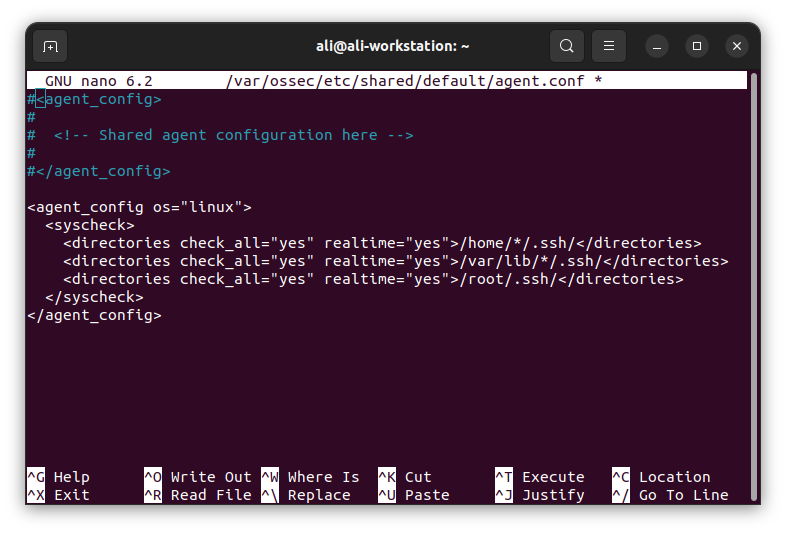 ali@ali-workstation: ~
GNU nano 6.2 /var/ossec/etc/shared/default/agent.conf *
#<agent_config>
#
#  <!-- Shared agent configuration here -->
#
#</agent_config>

<agent_config os="linux">
  <syscheck>
    <directories check_all="yes" realtime="yes">/home/*/.ssh/</directories>
    <directories check_all="yes" realtime="yes">/var/lib/*/.ssh/</directories>
    <directories check_all="yes" realtime="yes">/root/.ssh/</directories>
  </syscheck>
</agent_config>

^G Help ^O Write Out ^W Where Is ^K Cut ^T Execute ^C Location
^X Exit ^R Read File ^\ Replace ^U Paste ^J Justify ^/ Go To Line